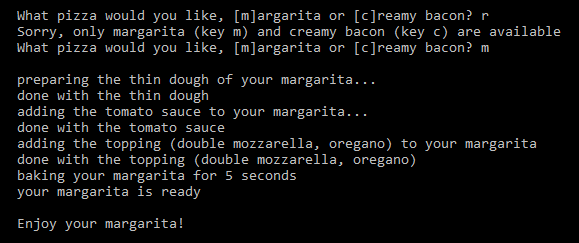 What pizza would you like, [m]argarita or [c]reamy bacon? r
Sorry, only margarita (key m) and creamy bacon (key c) are available
What pizza would you like, [m]argarita or [c]reamy bacon? m
preparing the thin dough of your margarita...
done with the thin dough
adding the tomato sauce to your margarita...
done with the tomato sauce
adding the topping (double mozzarella, oregano) to your margarita
done with the topping (double mozzarella, oregano)
baking your margarita for 5 seconds
your margarita is ready
Enjoy your margarita!